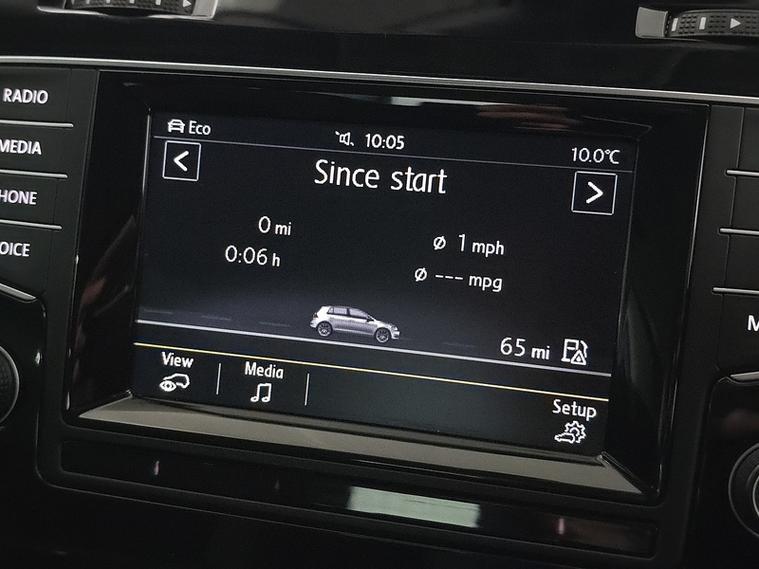 RADIO
MEDIA
HONE
OICE
Eco
10:05
10.0°C
Since start
0 mi
0:06 h
Ø 1 mph
Ø --- mpg
65 mi
View
Media
Setup
M